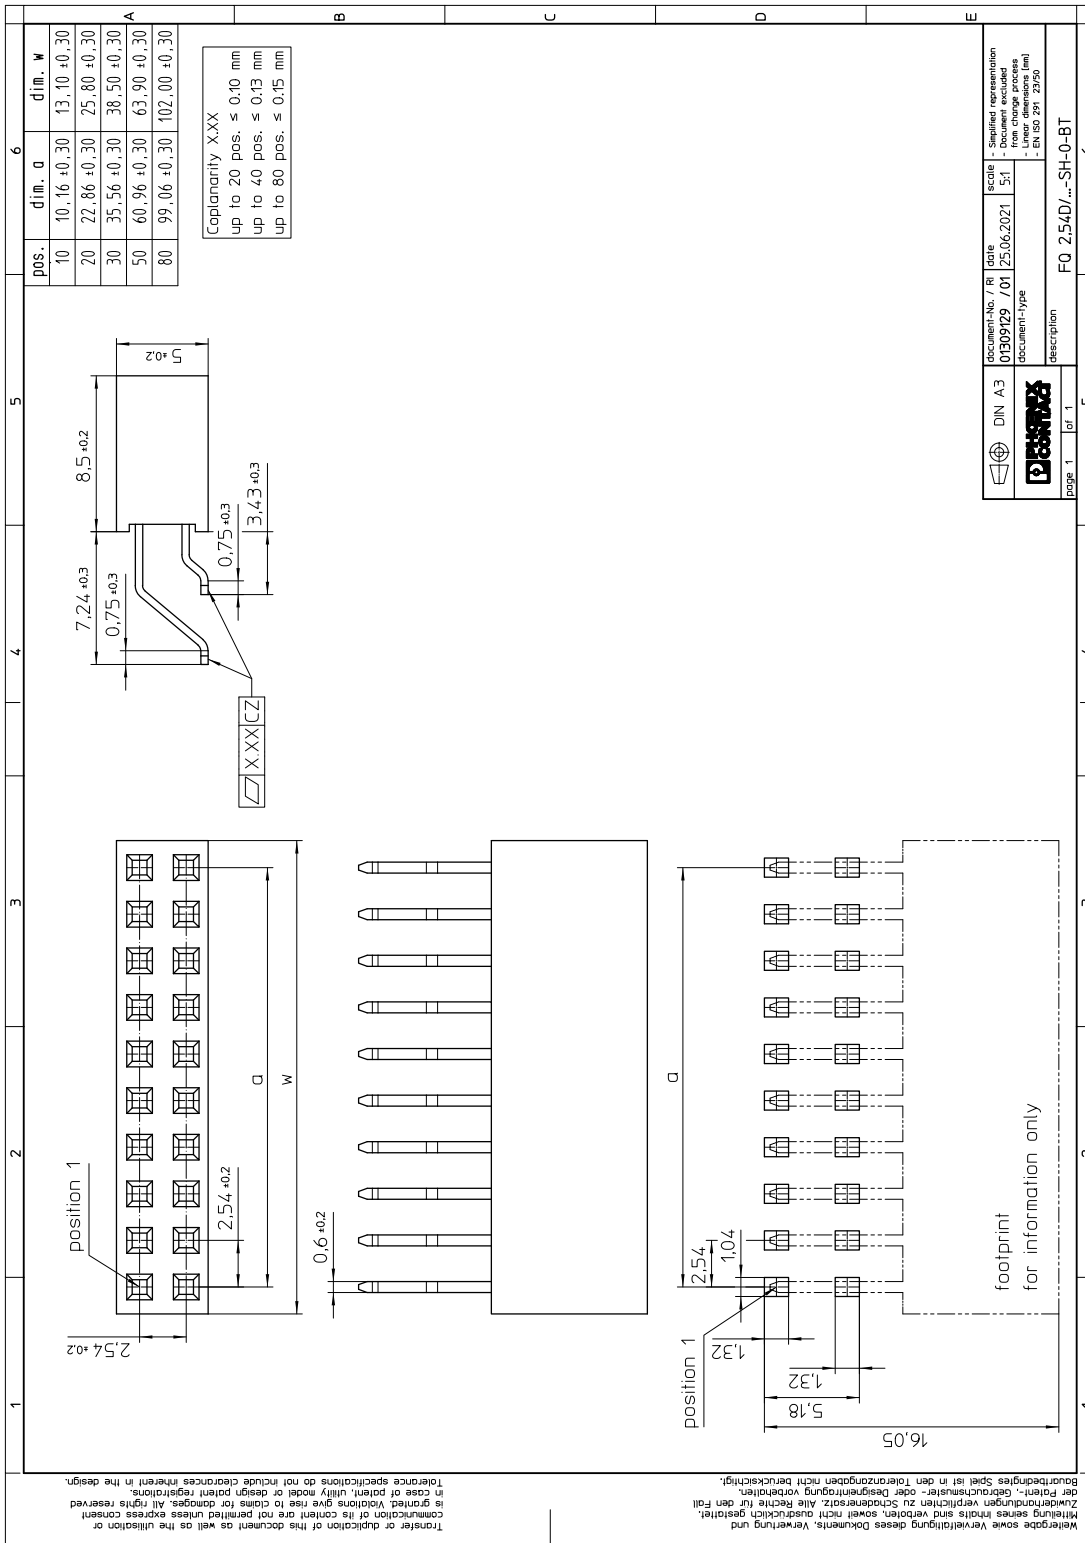 A
B
C
D
E
6
5
4
3
2
1
pos. dim. a dim. w
10 10,16 ±0,30 13,10 ±0,30
20 22,86 ±0,30 25,80 ±0,30
30 35,56 ±0,30 38,50 ±0,30
50 60,96 ±0,30 63,90 ±0,30
80 99,06 ±0,30 102,00 ±0,30
Coplanarity X.XX
up to 20 pos. ≤ 0.10 mm
up to 40 pos. ≤ 0.13 mm
up to 80 pos. ≤ 0.15 mm
5 ±0,2
8,5 ±0,2
7,24 ±0,3
0,75 ±0,3
0,75 ±0,3
3,43 ±0,3
X.XX CZ
position 1
2,54 ±0,2
2,54 ±0,2
a
w
0,6 ±0,2
a
position 1
2,54
1,04
1,32
1,32
5,18
16,05
footprint
for information only
DIN A3
PHOENIX
CONTACT
page 1 of 1
document-No. / RI
01309129 / 01
date
25.06.2021
scale
5:1
- Simplified representation
- Document excluded
from change process
- Linear dimensions [mm]
- EN ISO 291 23/50
document-type
description
FQ 2,54D/...-SH-0-BT
Transfer or duplication of this document as well as the utilisation or
communication of its content are not permitted unless express consent
is granted. Violations give rise to claims for damages. All rights reserved
in case of patent, utility model or design patent registrations.
Tolerance specifications do not include clearances inherent in the design.
Weitergabe sowie Vervielfältigung dieses Dokuments, Verwertung und
Mitteilung seines Inhalts sind verboten, soweit nicht ausdrücklich gestattet.
Zuwiderhandlungen verpflichten zu Schadenersatz. Alle Rechte für den Fall
der Patent-, Gebrauchsmuster- oder Designeintragung vorbehalten.
Bauartbedingtes Spiel ist in den Toleranzangaben nicht berücksichtigt.